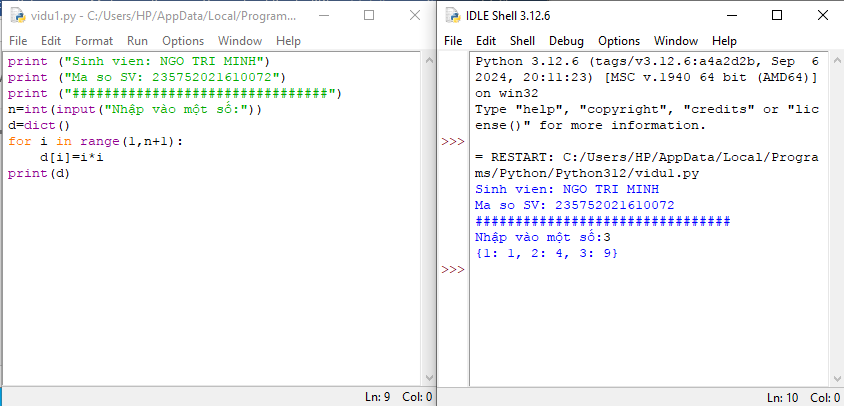 vidu1.py - C:/Users/HP/AppData/Local/Program...
File Edit Format Run Options Window Help
print ("Sinh vien: NGO TRI MINH")
print ("Ma so SV: 235752021610072")
print ("################################")
n=int(input("Nhập vào một số:"))
d=dict()
for i in range(1,n+1):
    d[i]=i*i
print(d)
Ln: 9 Col: 0
IDLE Shell 3.12.6
File Edit Shell Debug Options Window Help
Python 3.12.6 (tags/v3.12.6:a4a2d2b, Sep  6
2024, 20:11:23) [MSC v.1940 64 bit (AMD64)]
on win32
Type "help", "copyright", "credits" or "lic
ense()" for more information.
>>>
= RESTART: C:/Users/HP/AppData/Local/Progra
ms/Python/Python312/vidu1.py
Sinh vien: NGO TRI MINH
Ma so SV: 235752021610072
################################
Nhập vào một số:3
{1: 1, 2: 4, 3: 9}
>>>
Ln: 10 Col: 0